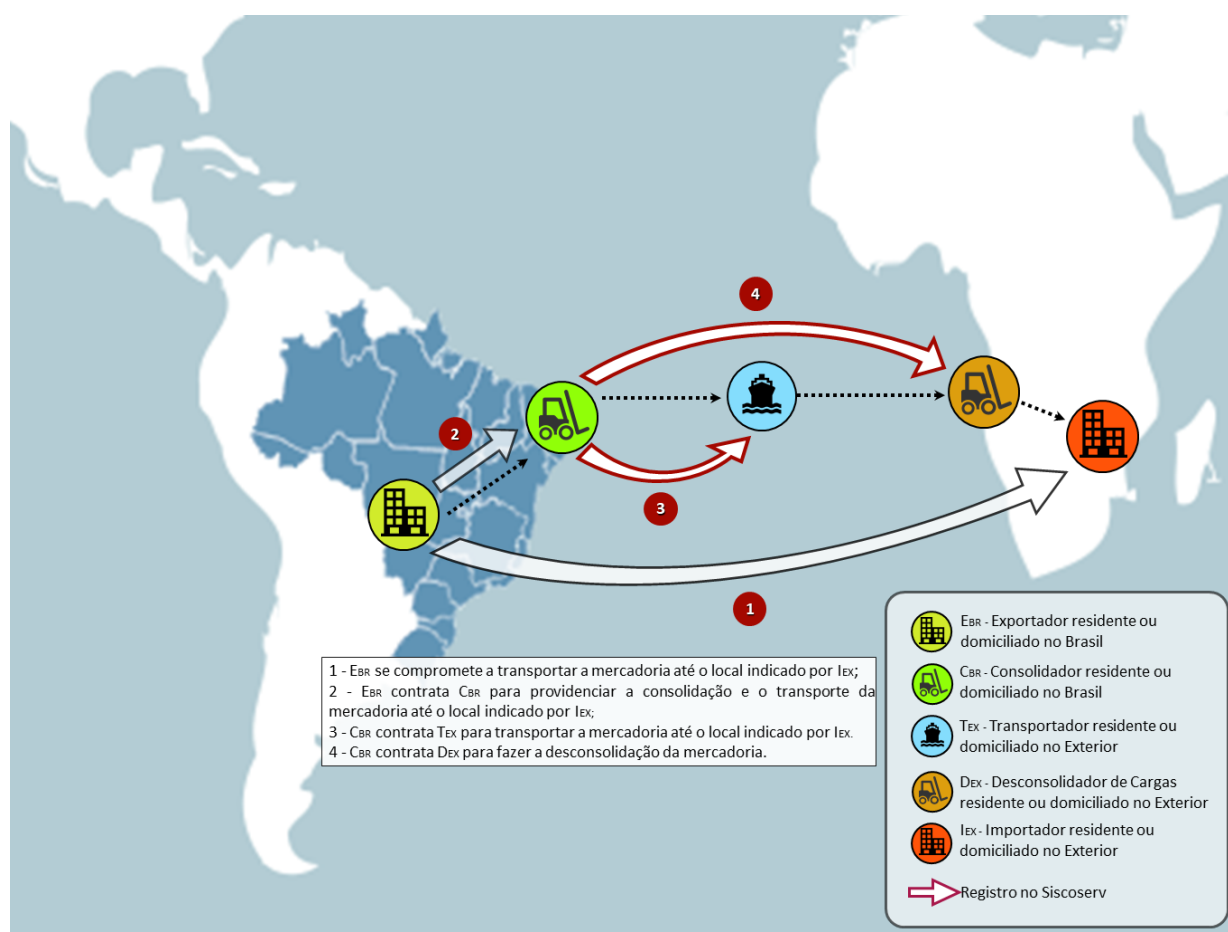 4
2
3
1
1 - EBR se compromete a transportar a mercadoria até o local indicado por IEX;
2 - EBR contrata CBR para providenciar a consolidação e o transporte da
mercadoria até o local indicado por IEX;
3 - CBR contrata TEX para transportar a mercadoria até o local indicado por IEX.
4 - CBR contrata DEX para fazer a desconsolidação da mercadoria.
EBR - Exportador residente ou
domiciliado no Brasil
CBR - Consolidador residente ou
domiciliado no Brasil
TEX - Transportador residente ou
domiciliado no Exterior
DEX - Desconsolidador de Cargas
residente ou domiciliado no Exterior
IEX - Importador residente ou
domiciliado no Exterior
Registro no Siscoserv